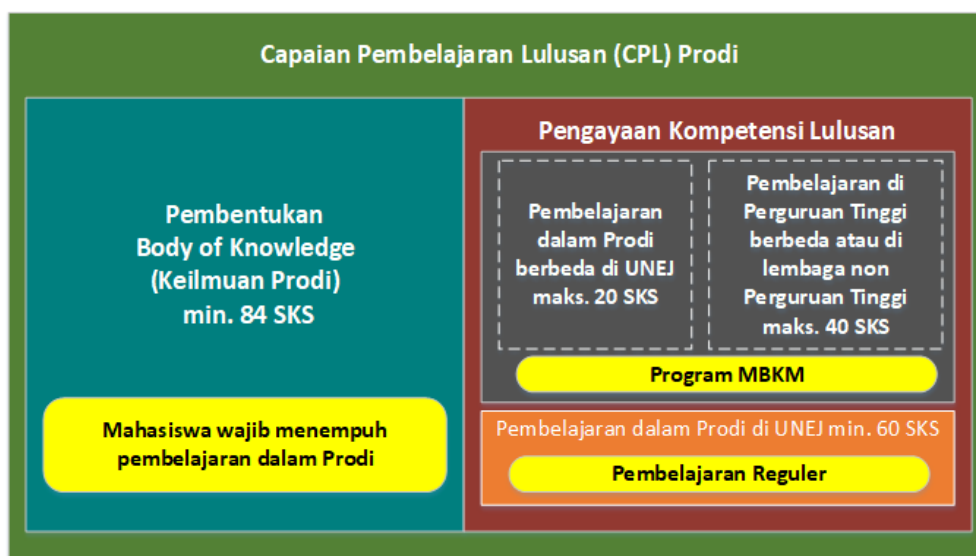 Capaian Pembelajaran Lulusan (CPL) Prodi
Pembentukan
Body of Knowledge
(Keilmuan Prodi)
min. 84 SKS
Mahasiswa wajib menempuh
pembelajaran dalam Prodi
Pengayaan Kompetensi Lulusan
Pembelajaran
dalam Prodi
berbeda di UNEJ
maks. 20 SKS
Pembelajaran di
Perguruan Tinggi
berbeda atau di
lembaga non
Perguruan Tinggi
maks. 40 SKS
Program MBKM
Pembelajaran dalam Prodi di UNEJ min. 60 SKS
Pembelajaran Reguler